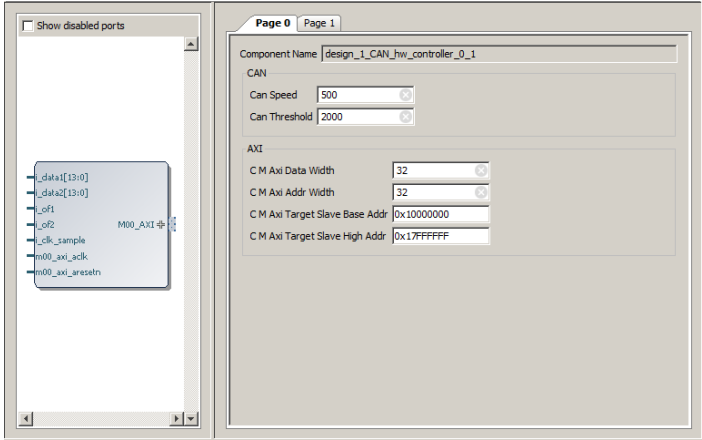 Show disabled ports
i_data1[13:0]
i_data2[13:0]
i_of1
i_of2
M00_AXI
i_clk_sample
m00_axi_aclk
m00_axi_aresetn
Page 0 Page 1
Component Name design_1_CAN_hw_controller_0_1
CAN
Can Speed 500
Can Threshold 2000
AXI
C M Axi Data Width 32
C M Axi Addr Width 32
C M Axi Target Slave Base Addr 0x10000000
C M Axi Target Slave High Addr 0x17FFFFFF